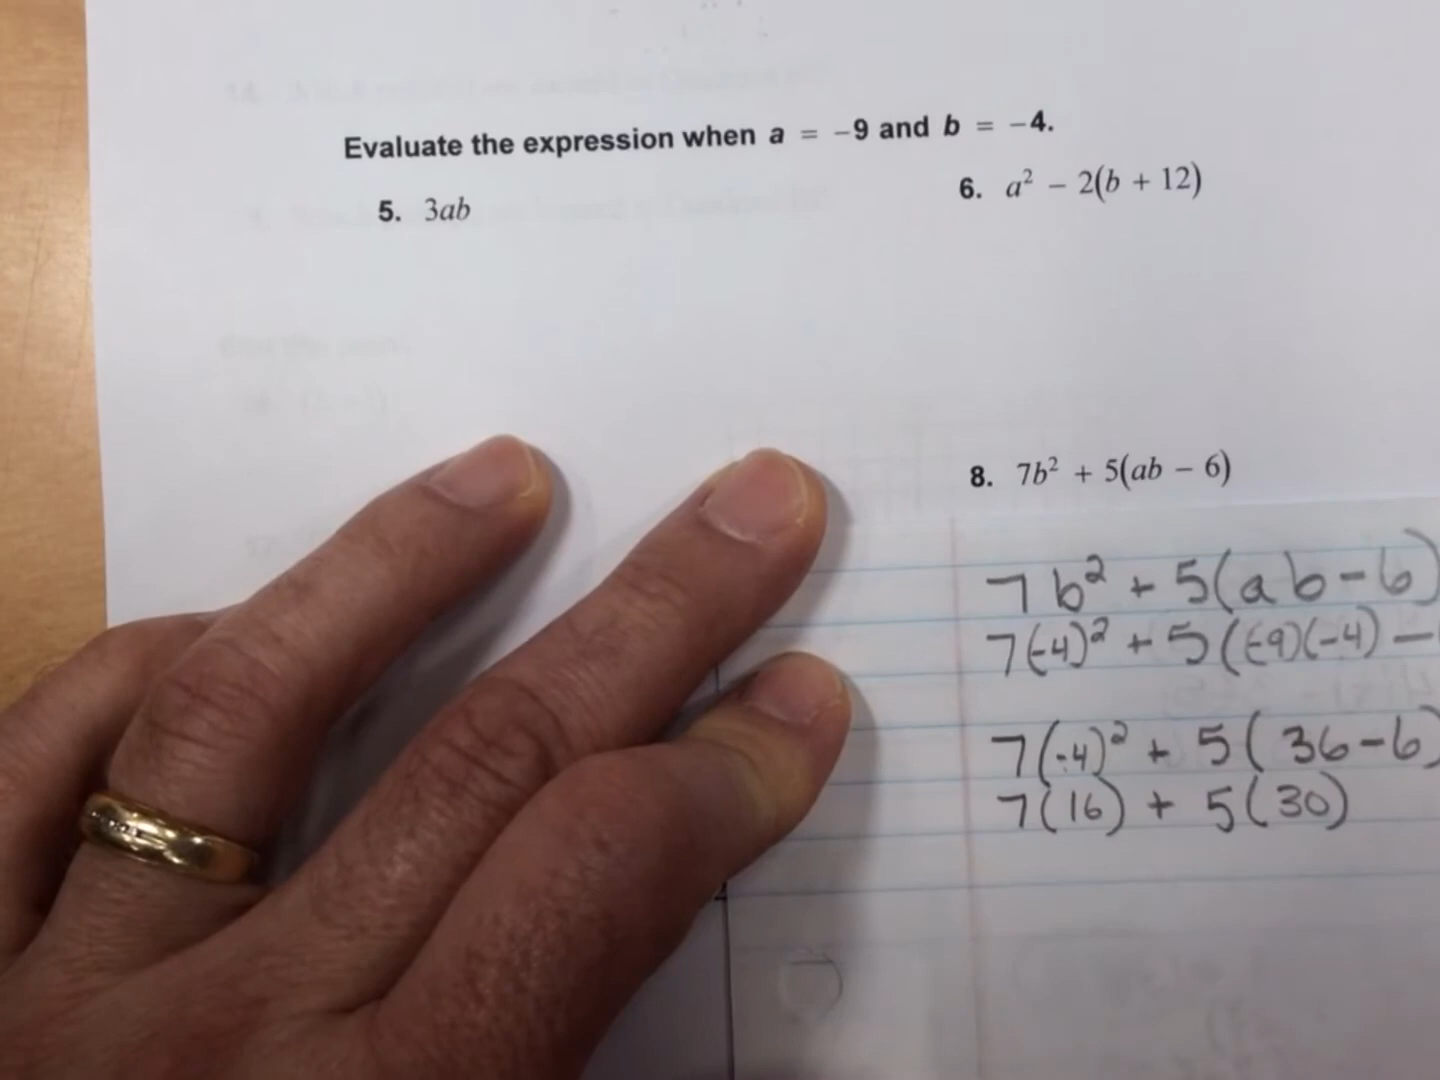 Evaluate the expression when a = −9 and b = −4.
5. 3ab
6. a² − 2(b + 12)
8. 7b² + 5(ab − 6)
7b² + 5(ab-6)
7(-4)² + 5((-9)(-4) -
7(-4)² + 5(36-6)
7(16) + 5(30)